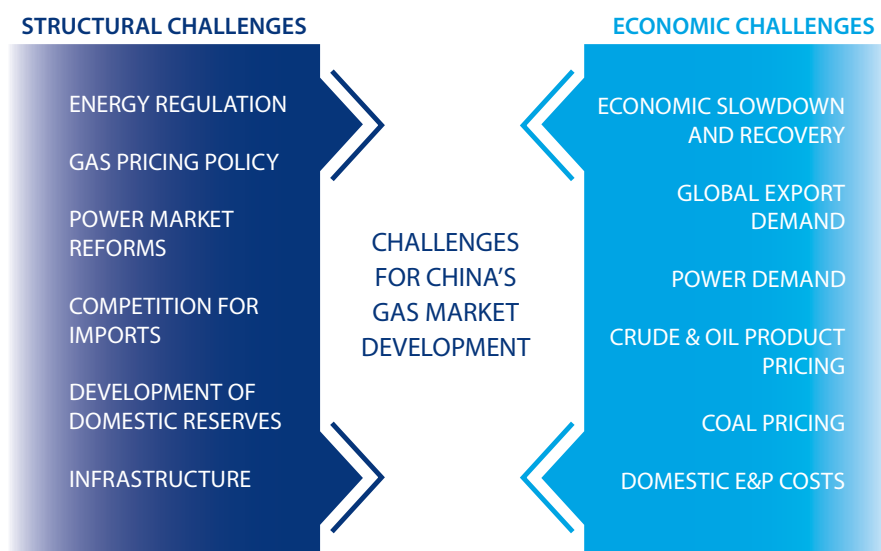 STRUCTURAL CHALLENGES
ENERGY REGULATION
GAS PRICING POLICY
POWER MARKET
REFORMS
COMPETITION FOR
IMPORTS
DEVELOPMENT OF
DOMESTIC RESERVES
INFRASTRUCTURE
CHALLENGES
FOR CHINA’S
GAS MARKET
DEVELOPMENT
ECONOMIC CHALLENGES
ECONOMIC SLOWDOWN
AND RECOVERY
GLOBAL EXPORT
DEMAND
POWER DEMAND
CRUDE & OIL PRODUCT
PRICING
COAL PRICING
DOMESTIC E&P COSTS